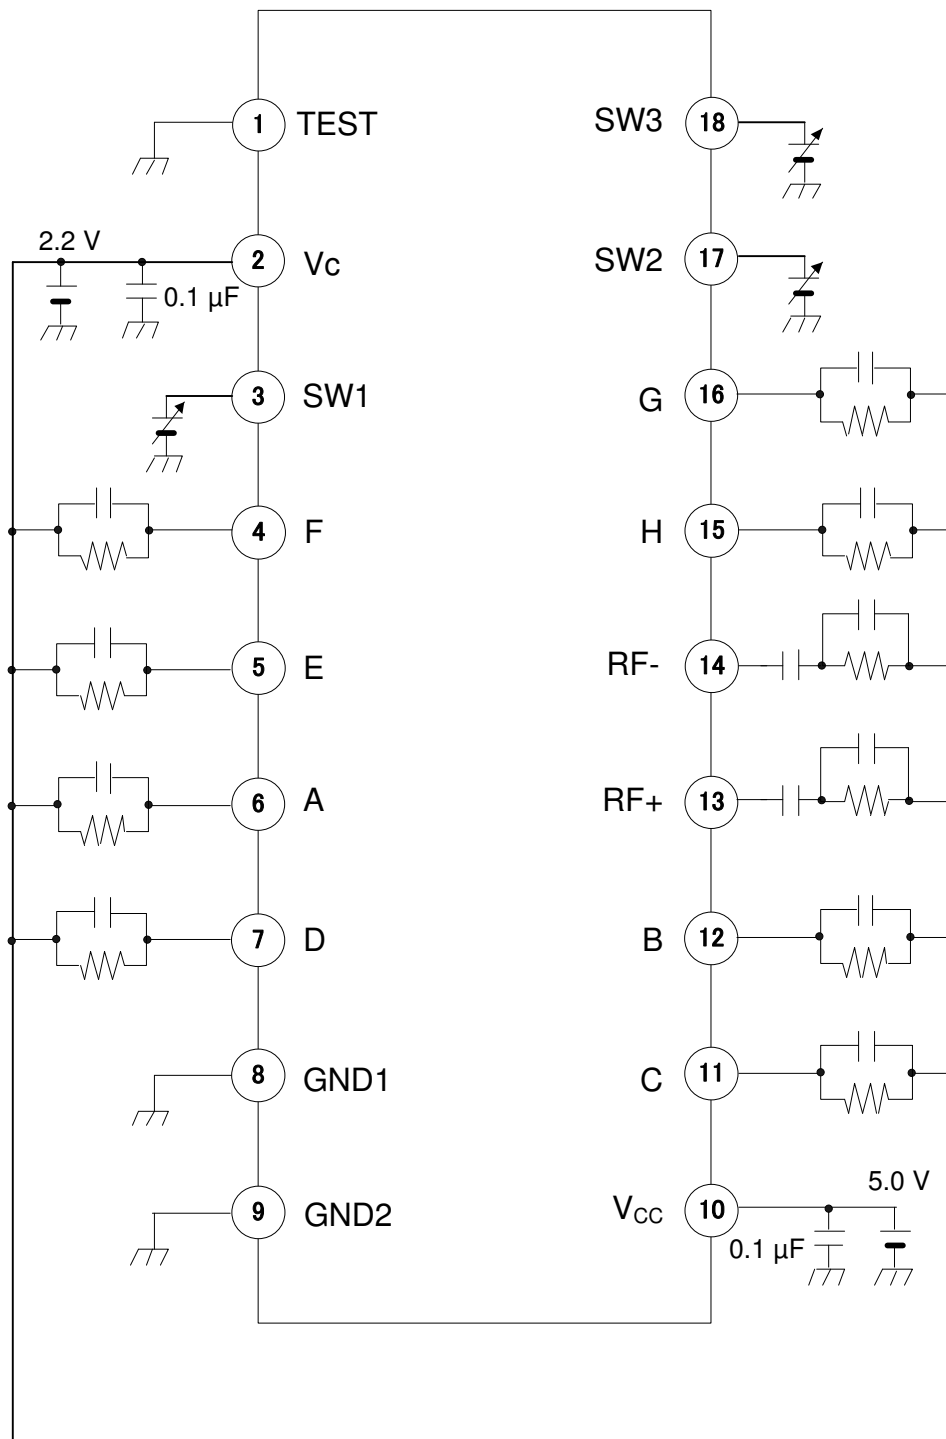 1 TEST
SW3 18
2.2 V
2 Vc
0.1 µF
SW2 17
3 SW1
G 16
4 F
H 15
5 E
RF- 14
6 A
RF+ 13
7 D
B 12
8 GND1
C 11
9 GND2
VCC 10
5.0 V
0.1 µF